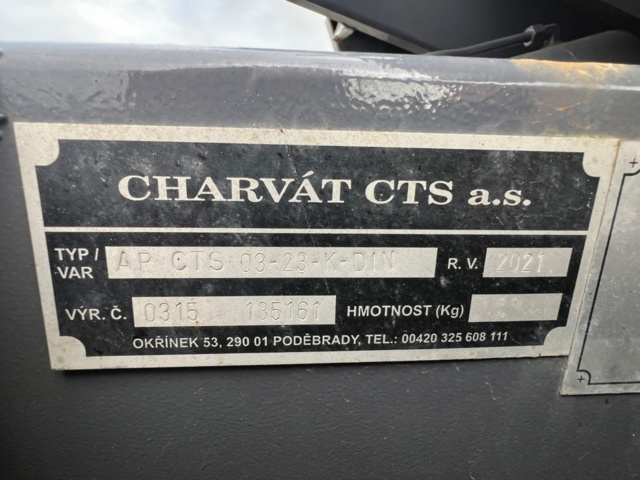 CHARVÁT CTS a.s.
TYP / VAR AP CTS 03-23-K-DIN R. V. 2021
VÝR. Č. 0315 135161 HMOTNOST (Kg)
OKŘÍNEK 53, 290 01 PODĚBRADY, TEL.: 00420 325 608 111